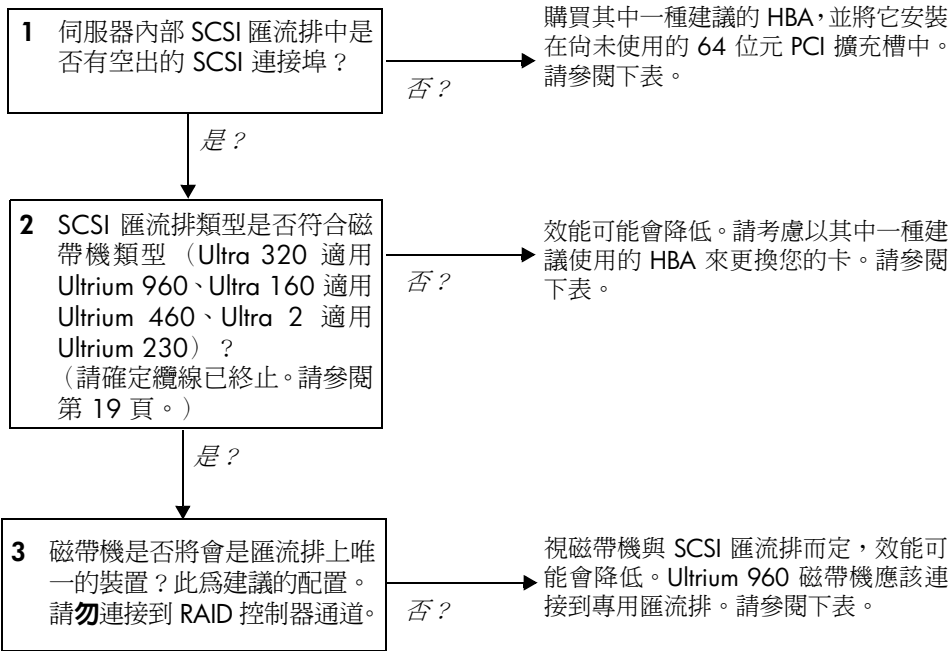 1 伺服器內部 SCSI 匯流排中是
否有空出的 SCSI 連接埠？
否？
購買其中一種建議的 HBA，並將它安裝
在尚未使用的 64 位元 PCI 擴充槽中。
請參閱下表。
是？
2 SCSI 匯流排類型是否符合磁
帶機類型（Ultra 320 適用
Ultrium 960、Ultra 160 適用
Ultrium 460、Ultra 2 適用
Ultrium 230）？
（請確定纜線已終止。請參閱
第 19 頁。）
否？
效能可能會降低。請考慮以其中一種建
議使用的 HBA 來更換您的卡。請參閱
下表。
是？
3 磁帶機是否將會是匯流排上唯
一的裝置？此為建議的配置。
請勿連接到 RAID 控制器通道。
否？
視磁帶機與 SCSI 匯流排而定，效能可
能會降低。Ultrium 960 磁帶機應該連
接到專用匯流排。請參閱下表。